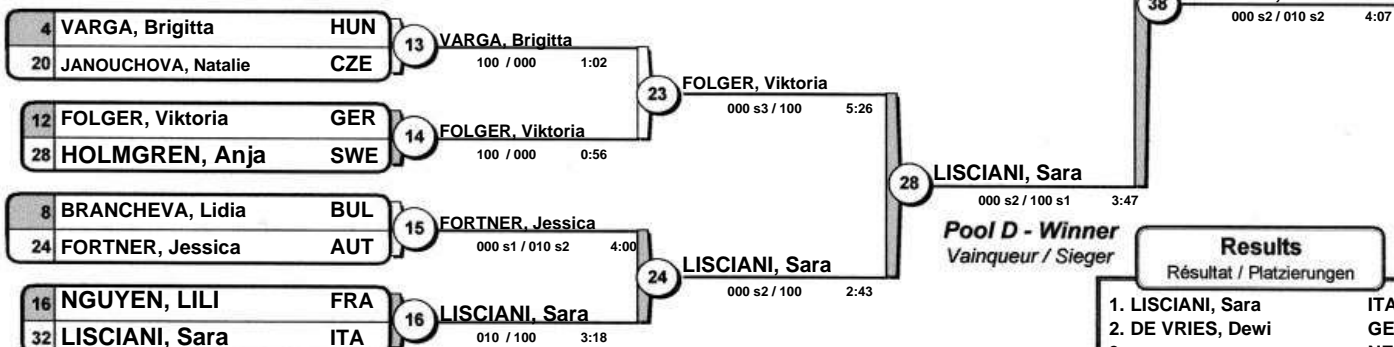 38
000 s2 / 010 s2 4:07
4 VARGA, Brigitta HUN
20 JANOUCHOVA, Natalie CZE
13 VARGA, Brigitta
100 / 000 1:02
12 FOLGER, Viktoria GER
28 HOLMGREN, Anja SWE
14 FOLGER, Viktoria
100 / 000 0:56
23 FOLGER, Viktoria
000 s3 / 100 5:26
8 BRANCHEVA, Lidia BUL
24 FORTNER, Jessica AUT
15 FORTNER, Jessica
000 s1 / 010 s2 4:00
16 NGUYEN, LILI FRA
32 LISCIANI, Sara ITA
16 LISCIANI, Sara
010 / 100 3:18
24 LISCIANI, Sara
000 s2 / 100 2:43
28 LISCIANI, Sara
000 s2 / 100 s1 3:47
Pool D - Winner
Vainqueur / Sieger
Results
Résultat / Platzierungen
1. LISCIANI, Sara ITA
2. DE VRIES, Dewi GE